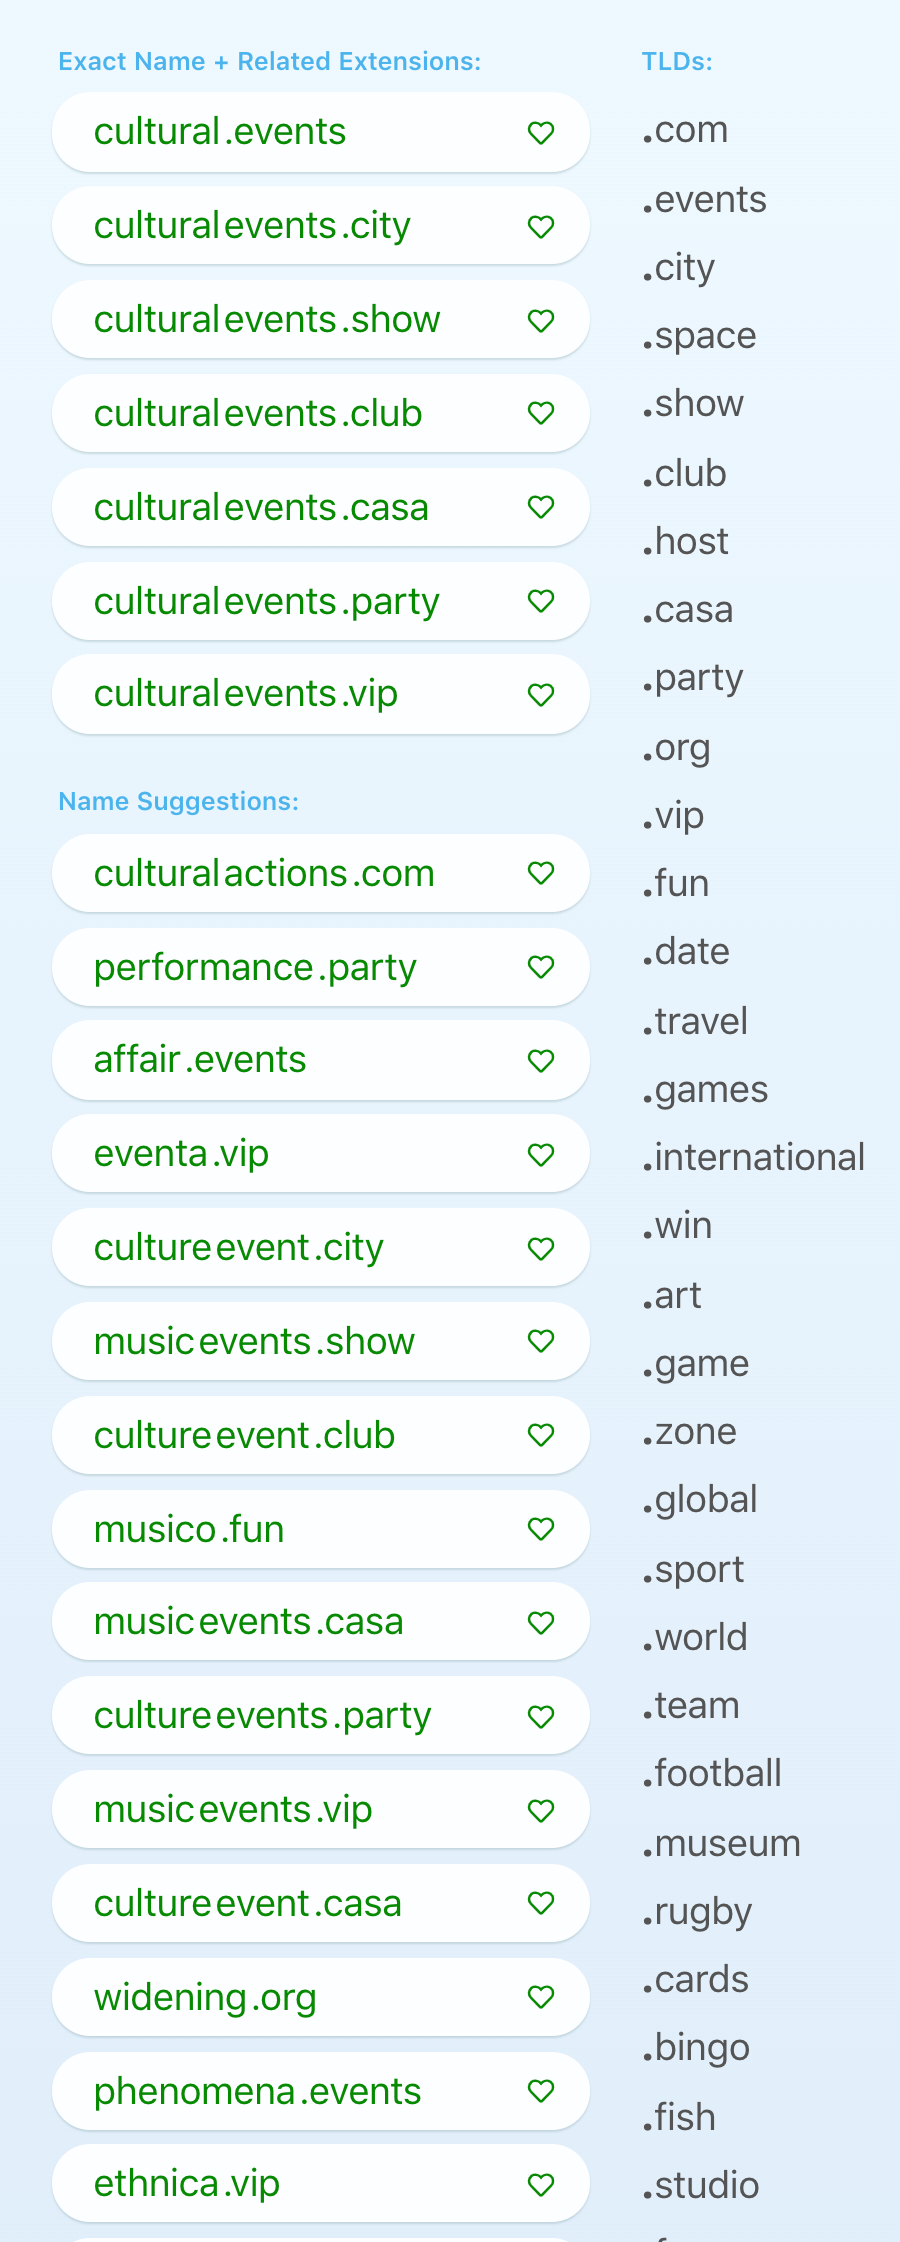 Exact Name + Related Extensions:
cultural.events
culturalevents.city
culturalevents.show
culturalevents.club
culturalevents.casa
culturalevents.party
culturalevents.vip
Name Suggestions:
culturalactions.com
performance.party
affair.events
eventa.vip
cultureevent.city
musicevents.show
cultureevent.club
musico.fun
musicevents.casa
cultureevents.party
musicevents.vip
cultureevent.casa
widening.org
phenomena.events
ethnica.vip
TLDs:
.com
.events
.city
.space
.show
.club
.host
.casa
.party
.org
.vip
.fun
.date
.travel
.games
.international
.win
.art
.game
.zone
.global
.sport
.world
.team
.football
.museum
.rugby
.cards
.bingo
.fish
.studio